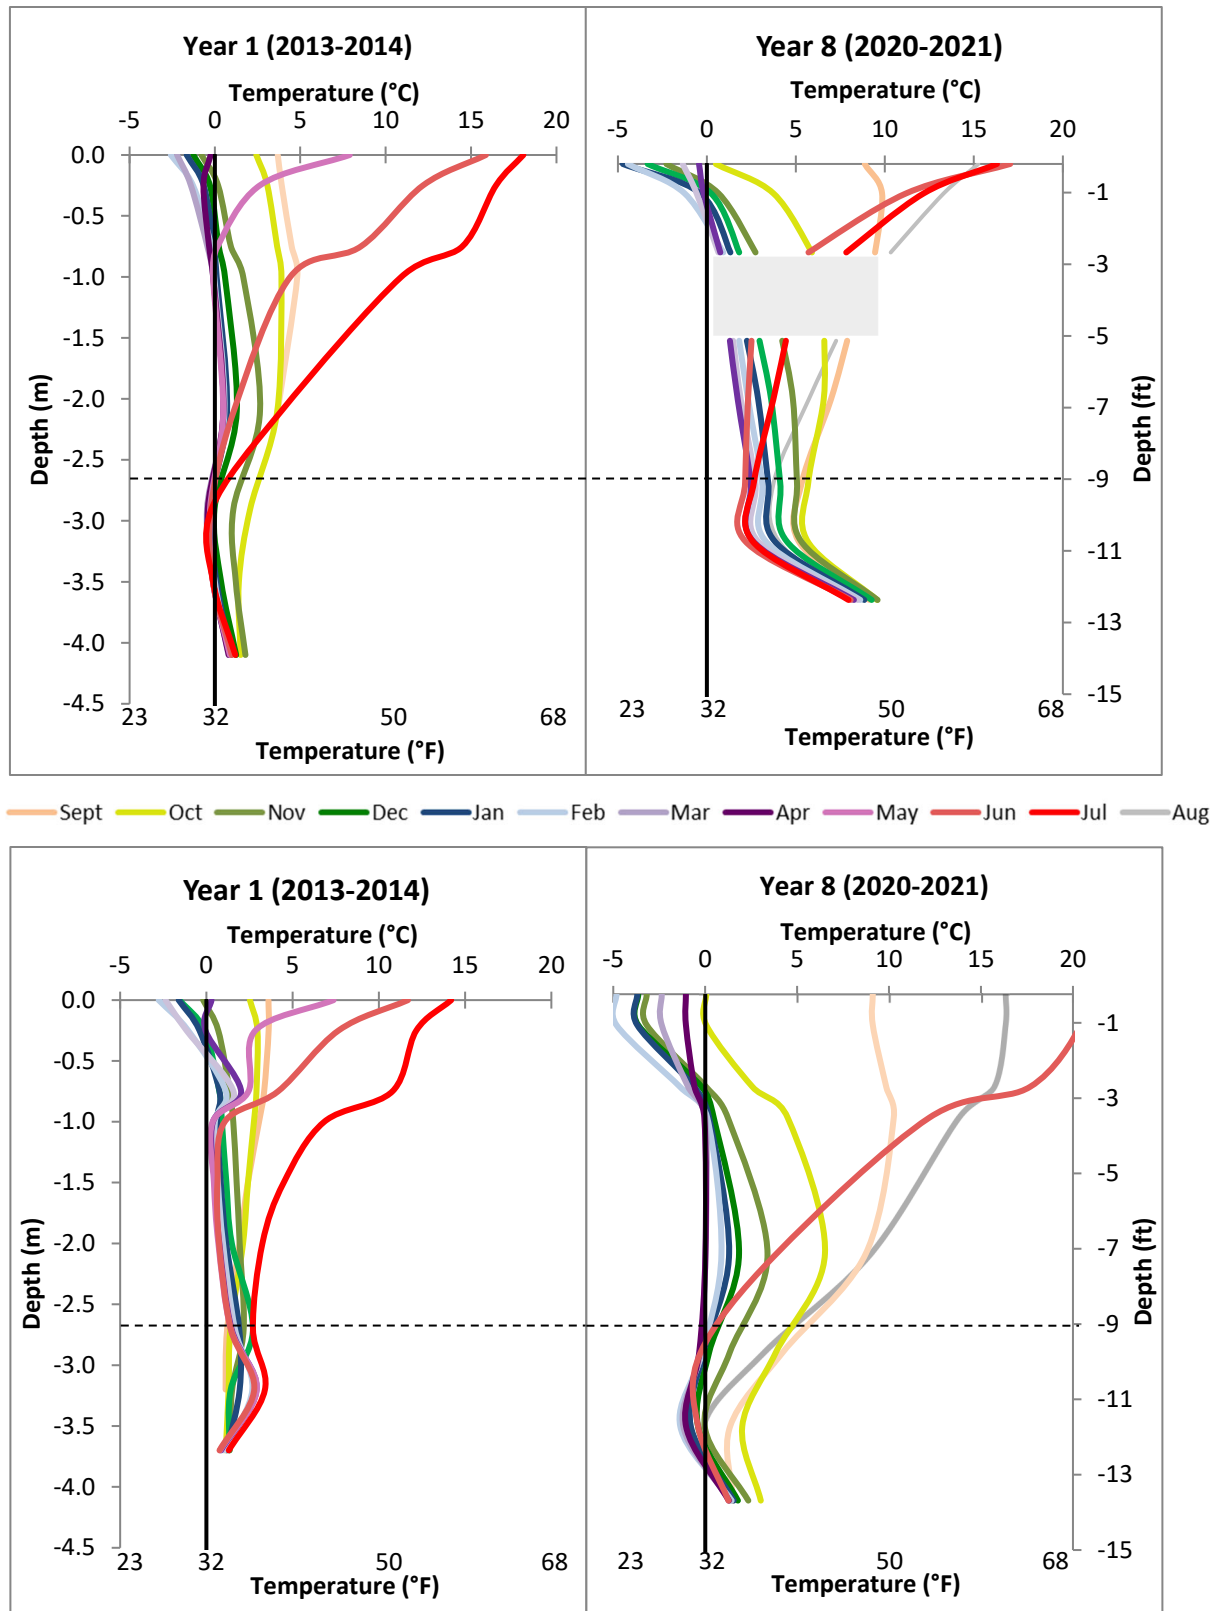 Year 1 (2013-2014)
Temperature (°C)
-5 0 5 10 15 20
0.0
-0.5
-1.0
-1.5
-2.0
-2.5
-3.0
-3.5
-4.0
-4.5
Depth (m)
23 32 50 68
Temperature (°F)
Year 8 (2020-2021)
Temperature (°C)
-5 0 5 10 15 20
-1
-3
-5
-7
-9
-11
-13
-15
Depth (ft)
23 32 50 68
Temperature (°F)
Sept Oct Nov Dec Jan Feb Mar Apr May Jun Jul Aug
Year 1 (2013-2014)
Temperature (°C)
-5 0 5 10 15 20
0.0
-0.5
-1.0
-1.5
-2.0
-2.5
-3.0
-3.5
-4.0
-4.5
Depth (m)
23 32 50 68
Temperature (°F)
Year 8 (2020-2021)
Temperature (°C)
-5 0 5 10 15 20
-1
-3
-5
-7
-9
-11
-13
-15
Depth (ft)
23 32 50 68
Temperature (°F)